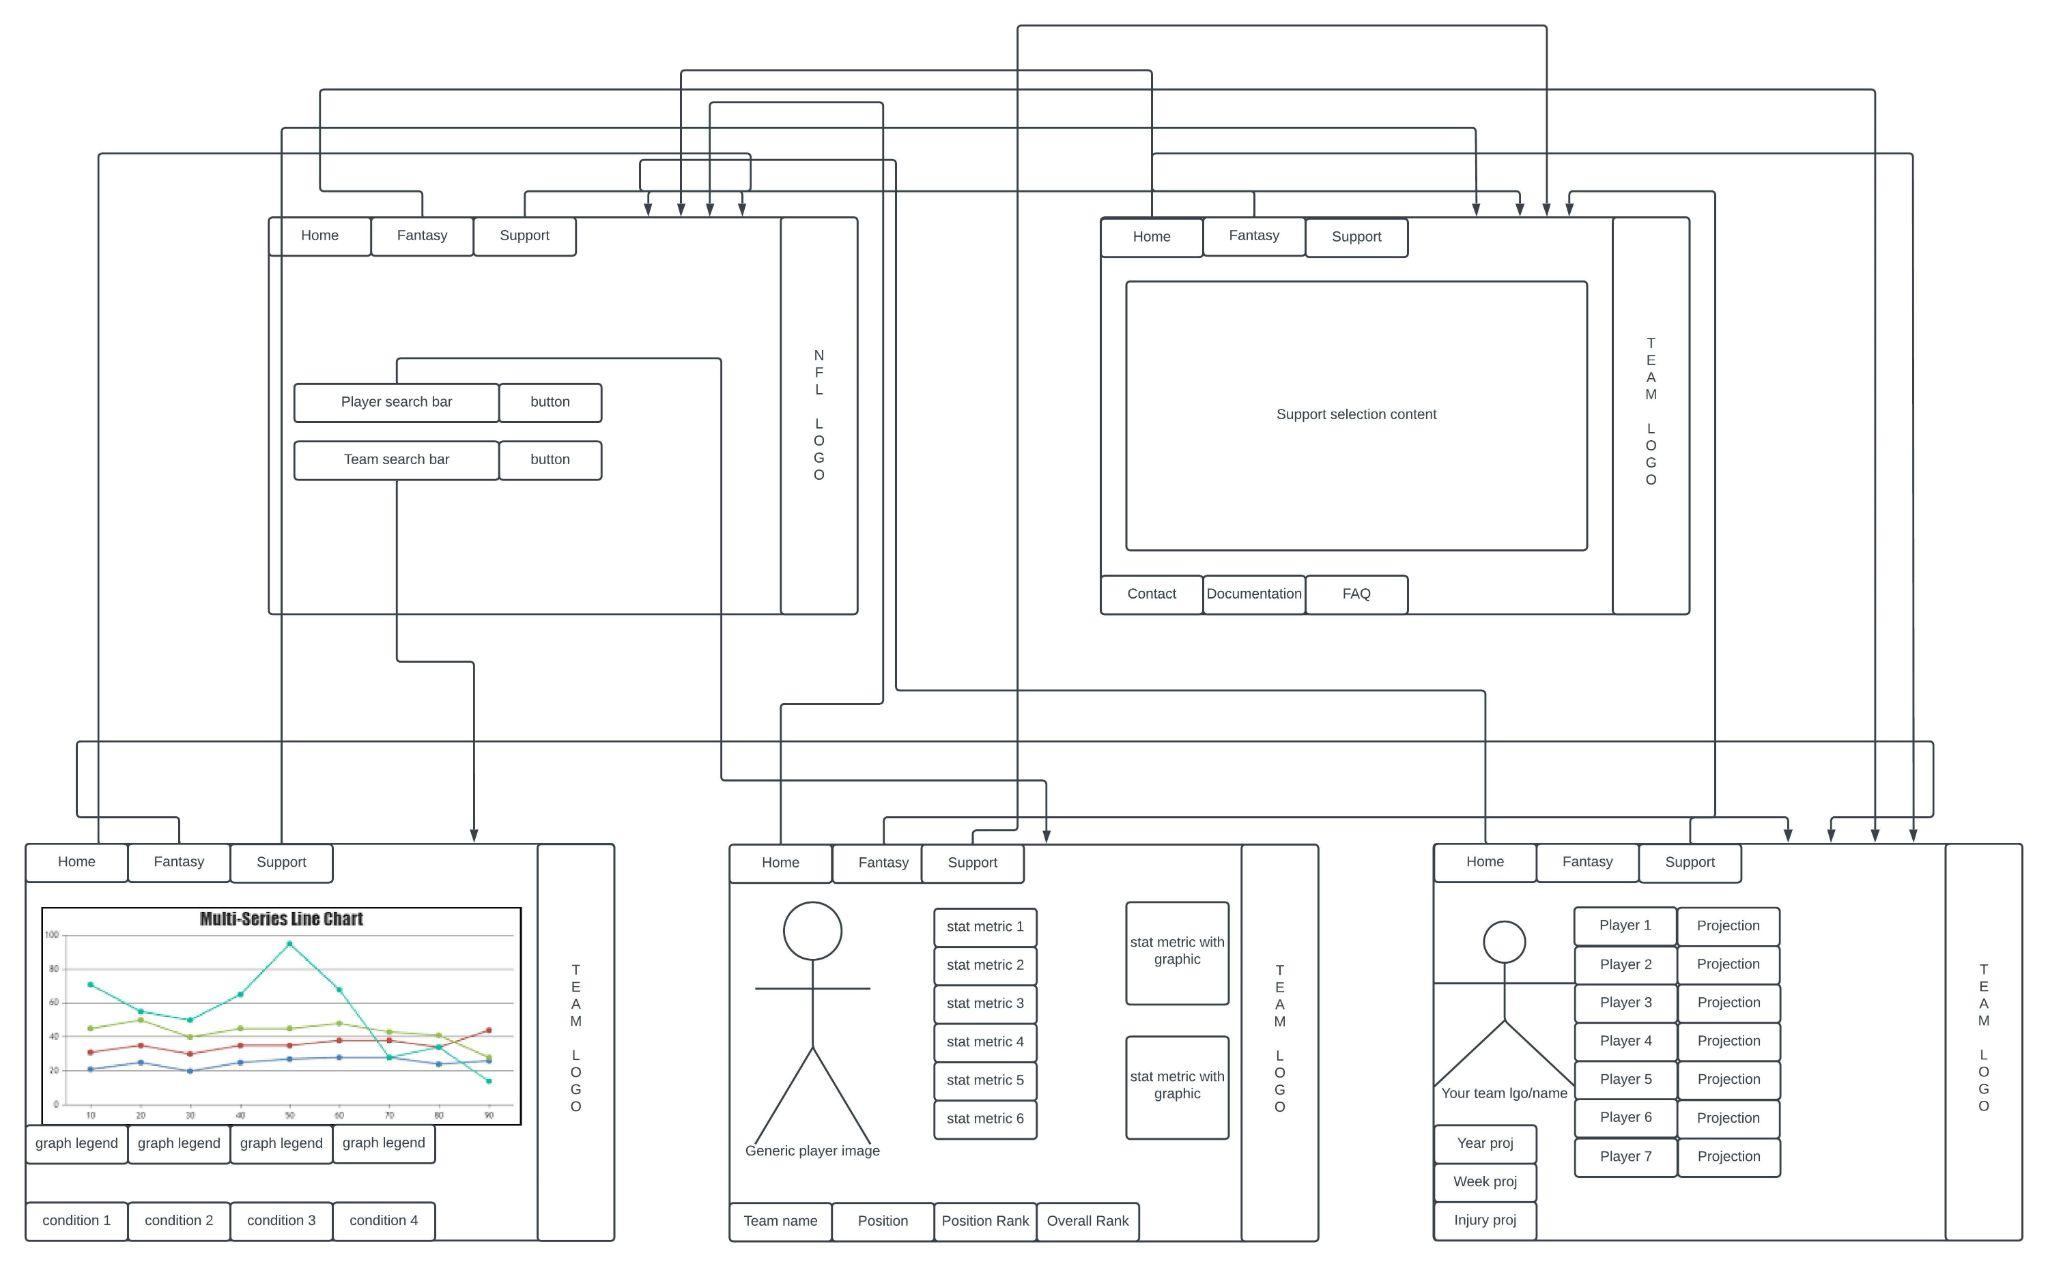 Home
Fantasy
Support
Player search bar
button
Team search bar
button
N
F
L
L
O
G
O
Home
Fantasy
Support
Support selection content
Contact
Documentation
FAQ
T
E
A
M
L
O
G
O
Home
Fantasy
Support
Multi-Series Line Chart
100
80
60
40
20
0
10
20
30
40
50
60
70
80
90
graph legend
graph legend
graph legend
graph legend
condition 1
condition 2
condition 3
condition 4
T
E
A
M
L
O
G
O
Home
Fantasy
Support
stat metric 1
stat metric 2
stat metric 3
stat metric 4
stat metric 5
stat metric 6
stat metric with
graphic
stat metric with
graphic
Generic player image
Team name
Position
Position Rank
Overall Rank
T
E
A
M
L
O
G
O
Home
Fantasy
Support
Player 1
Projection
Player 2
Projection
Player 3
Projection
Player 4
Projection
Player 5
Projection
Player 6
Projection
Player 7
Projection
Your team lgo/name
Year proj
Week proj
Injury proj
T
E
A
M
L
O
G
O